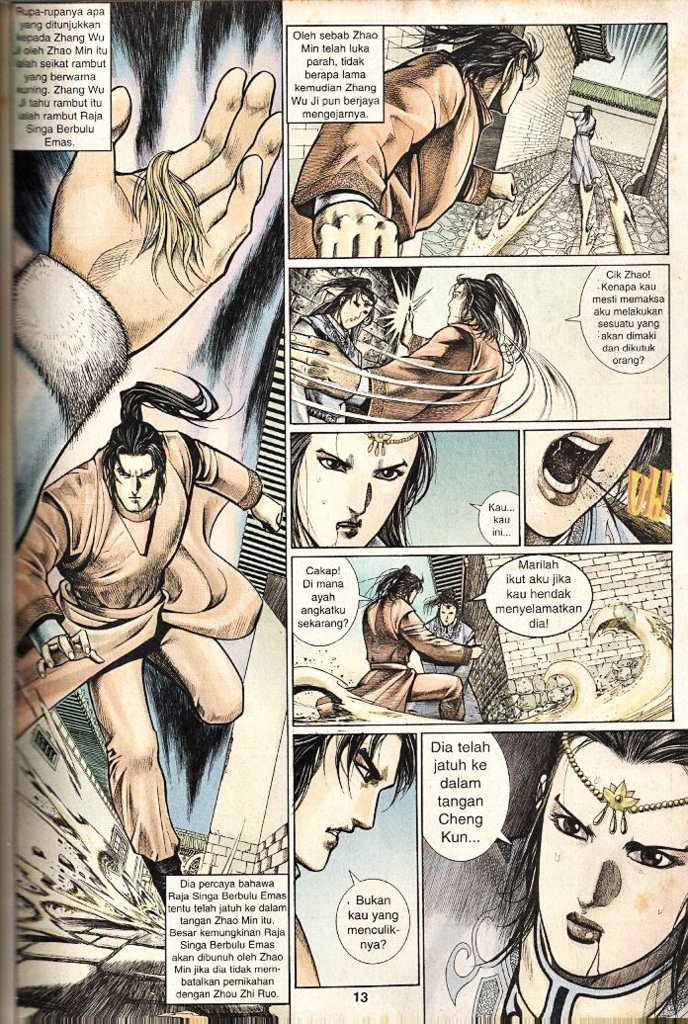 Rupa-rupanya apa
yang ditunjukkan
kepada Zhang Wu
Ji oleh Zhao Min itu
ialah seikat rambut
yang berwarna
kuning. Zhang Wu
Ji tahu rambut itu
ialah rambut Raja
Singa Berbulu
Emas.
Dia percaya bahawa
Raja Singa Berbulu Emas
tentu telah jatuh ke dalam
tangan Zhao Min itu.
Besar kemungkinan Raja
Singa Berbulu Emas
akan dibunuh oleh Zhao
Min jika dia tidak mem-
batalkan pernikahan
dengan Zhou Zhi Ruo.
Oleh sebab Zhao
Min telah luka
parah, tidak
berapa lama
kemudian Zhang
Wu Ji pun berjaya
mengejarnya.
Cik Zhao!
Kenapa kau
mesti memaksa
aku melakukan
sesuatu yang
akan dimaki
dan dikutuk
orang?
Kau...
kau
ini...
UH!
Cakap!
Di mana
ayah
angkatku
sekarang?
Marilah
ikut aku jika
kau hendak
menyelamatkan
dia!
Bukan
kau yang
menculik-
nya?
Dia telah
jatuh ke
dalam
tangan
Cheng
Kun...
13